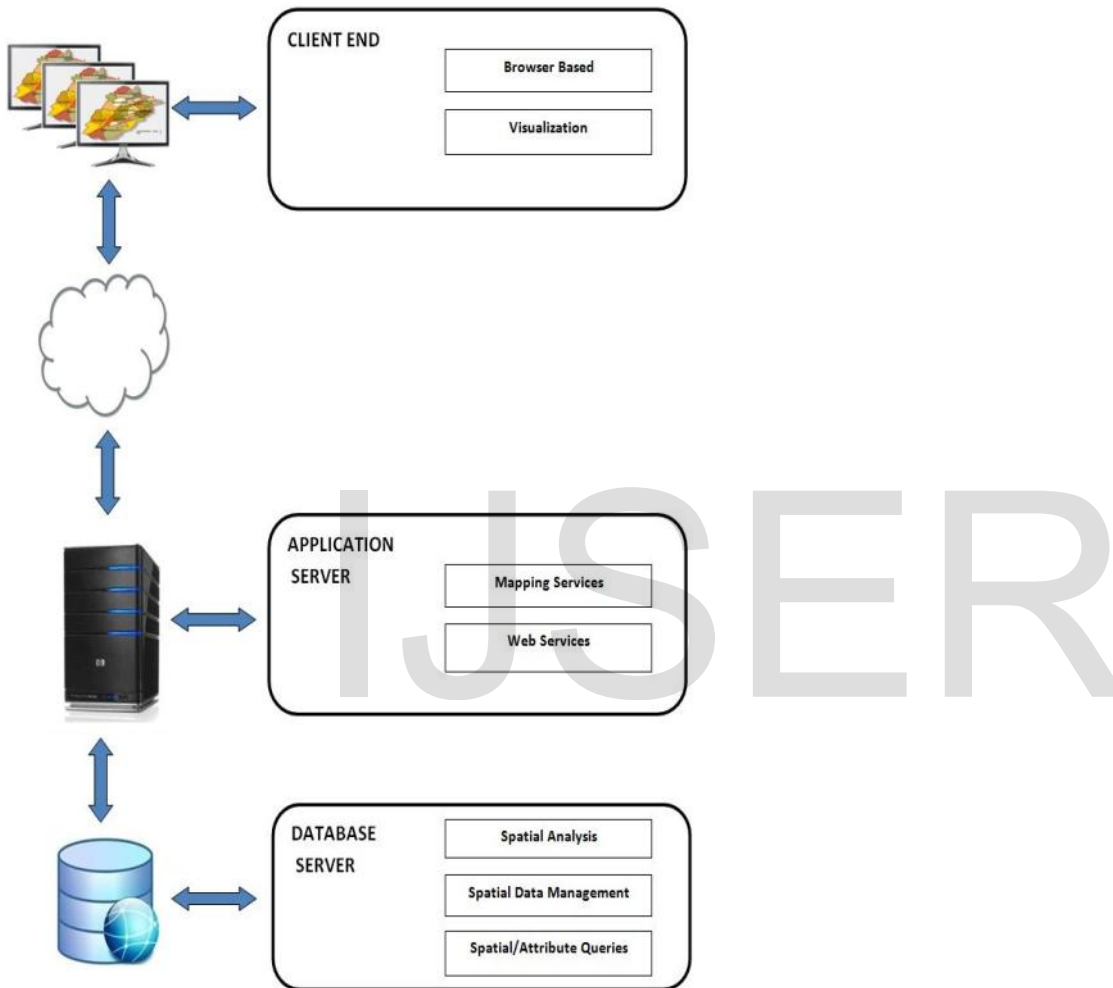 CLIENT END
Browser Based
Visualization
IJSER
APPLICATION
SERVER
Mapping Services
Web Services
DATABASE
SERVER
Spatial Analysis
Spatial Data Management
Spatial/Attribute Queries